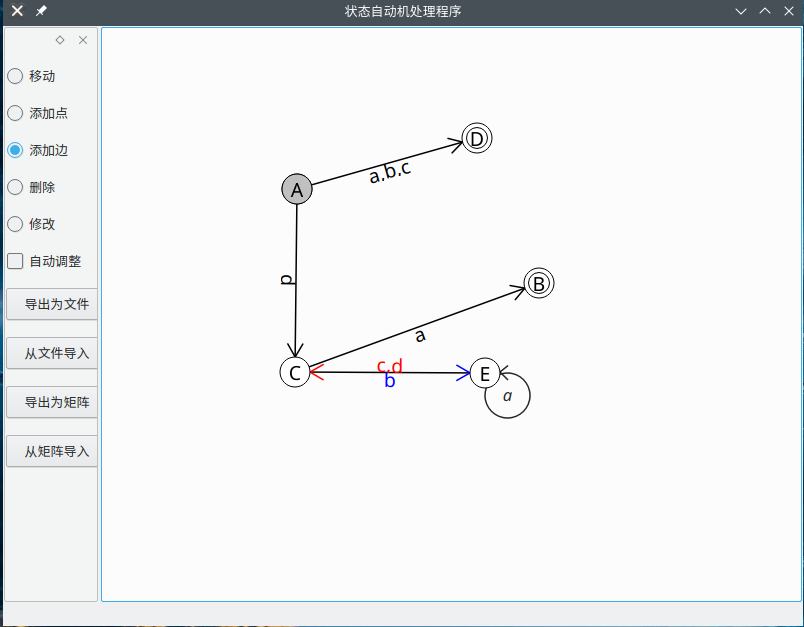 状态自动机处理程序
移动
添加点
添加边
删除
修改
自动调整
导出为文件
从文件导入
导出为矩阵
从矩阵导入
D
a,b,c
A
d
B
a
C
c,d
b
E
a